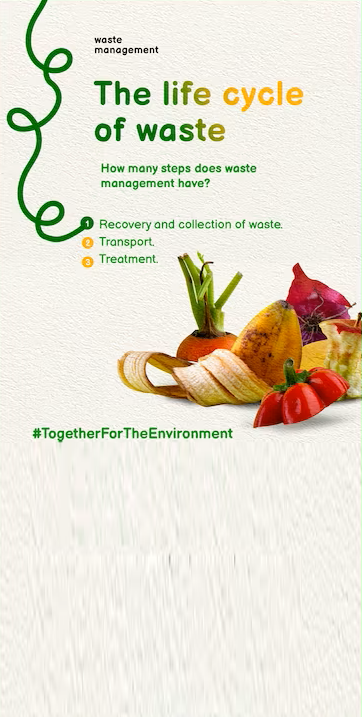 waste
management
The life cycle
of waste
How many steps does waste
management have?
1 Recovery and collection of waste.
2 Transport.
3 Treatment.
#TogetherForTheEnvironment